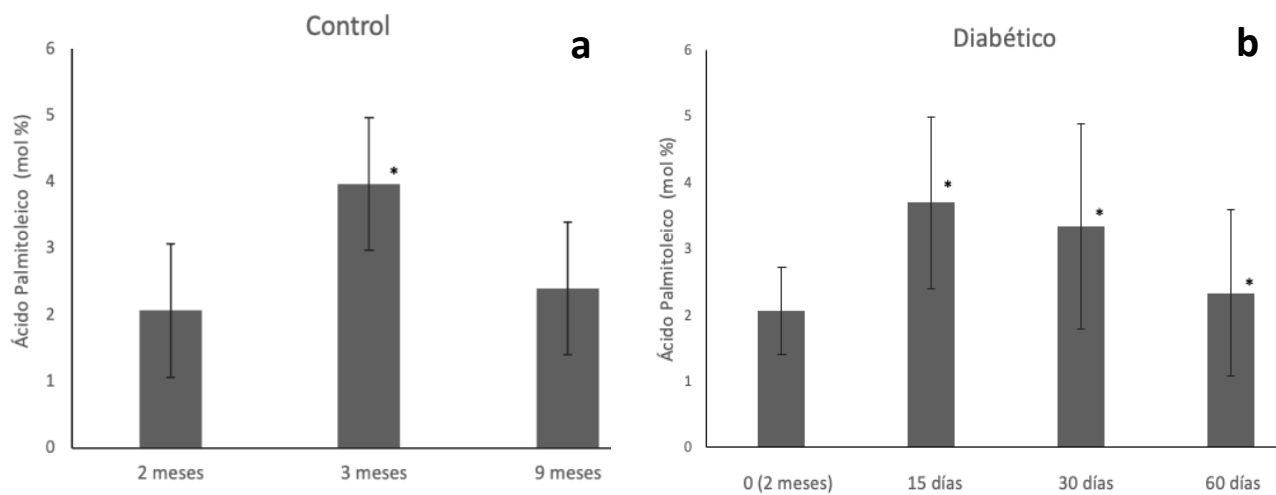 Control
a
6
5
4
3
2
1
0
Ácido Palmitoleico (mol %)
*
2 meses
3 meses
9 meses
Diabético
b
6
5
4
3
2
1
0
Ácido Palmitoleico (mol %)
*
*
*
0 (2 meses)
15 días
30 días
60 días